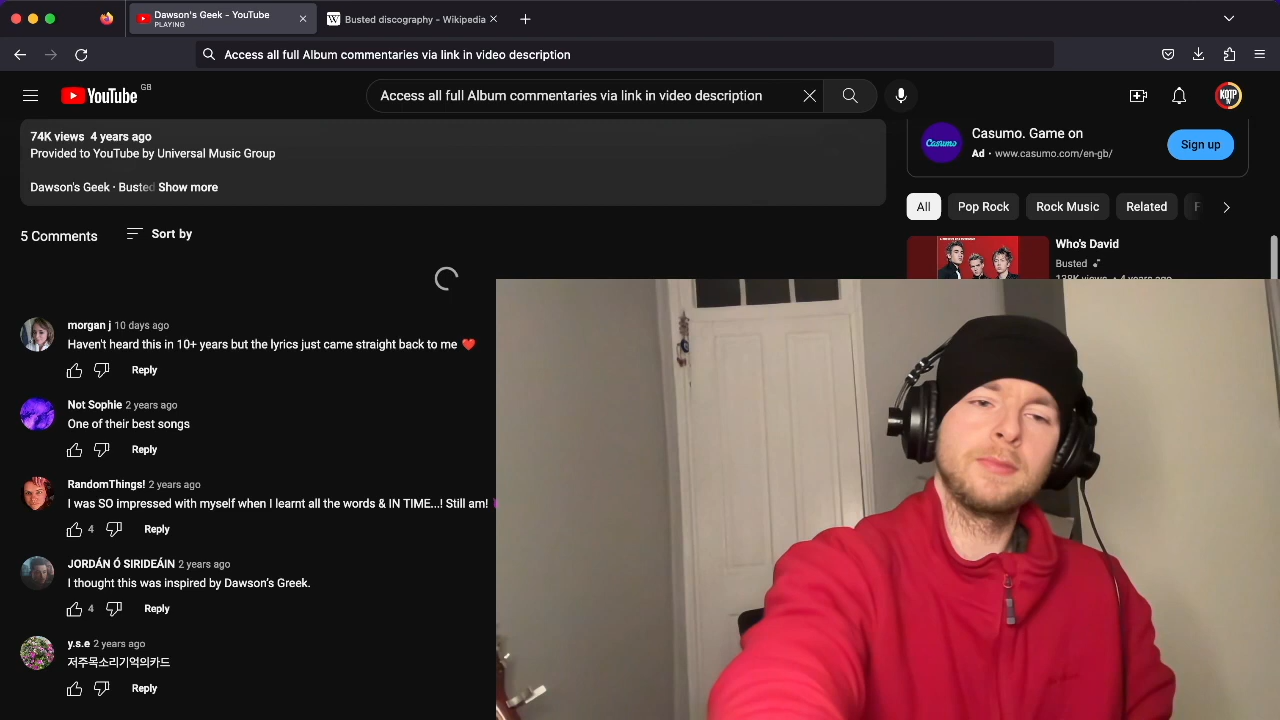 Dawson's Geek - YouTube
PLAYING
Busted discography - Wikipedia
Access all full Album commentaries via link in video description
YouTube GB
Access all full Album commentaries via link in video description
74K views 4 years ago
Provided to YouTube by Universal Music Group
Dawson's Geek · Busted Show more
Casumo
Casumo. Game on
Ad · www.casumo.com/en-gb/
Sign up
All
Pop Rock
Rock Music
Related
5 Comments
Sort by
Who's David
Busted
138K views · 4 years ago
morgan j 10 days ago
Haven't heard this in 10+ years but the lyrics just came straight back to me ❤️
Reply
Not Sophie 2 years ago
One of their best songs
Reply
RandomThings! 2 years ago
I was SO impressed with myself when I learnt all the words & IN TIME...! Still am!
4 Reply
JORDÁN Ó SIRIDEÁIN 2 years ago
I thought this was inspired by Dawson's Greek.
4 Reply
y.s.e 2 years ago
저주목소리기억의카드
Reply